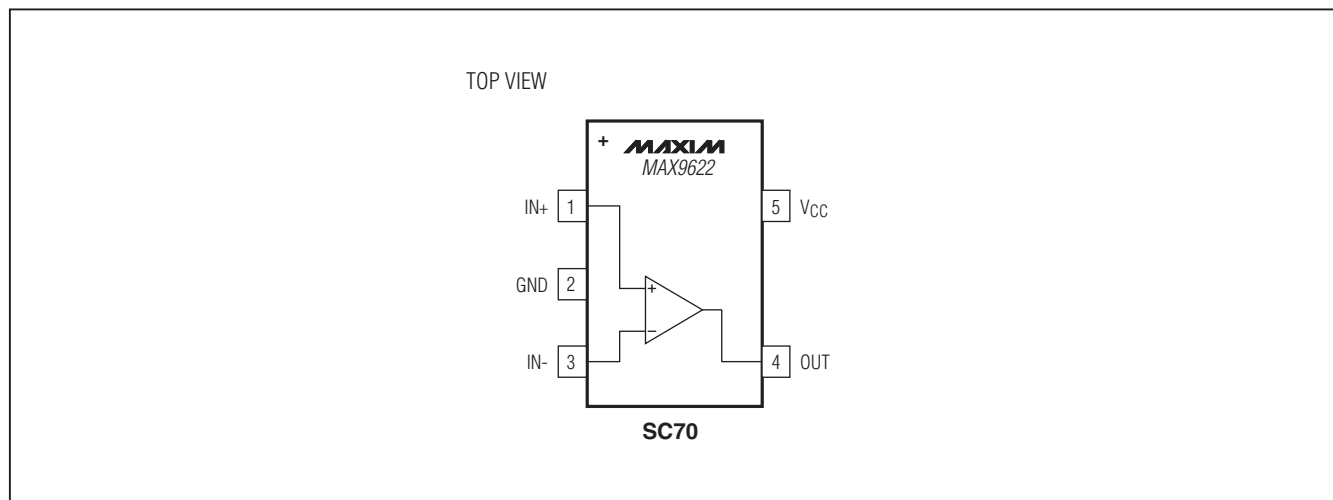 TOP VIEW
+ MAXIM
MAX9622
IN+ 1
5 VCC
GND 2
+
−
IN- 3
4 OUT
SC70